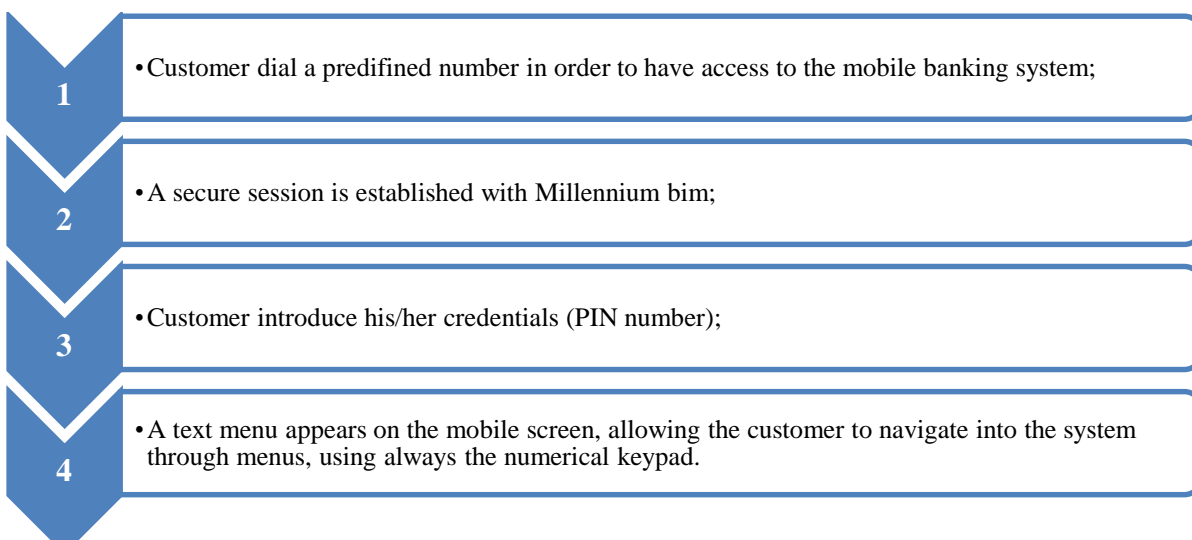 1
•Customer dial a predifined number in order to have access to the mobile banking system;
2
•A secure session is established with Millennium bim;
3
•Customer introduce his/her credentials (PIN number);
4
•A text menu appears on the mobile screen, allowing the customer to navigate into the system
through menus, using always the numerical keypad.